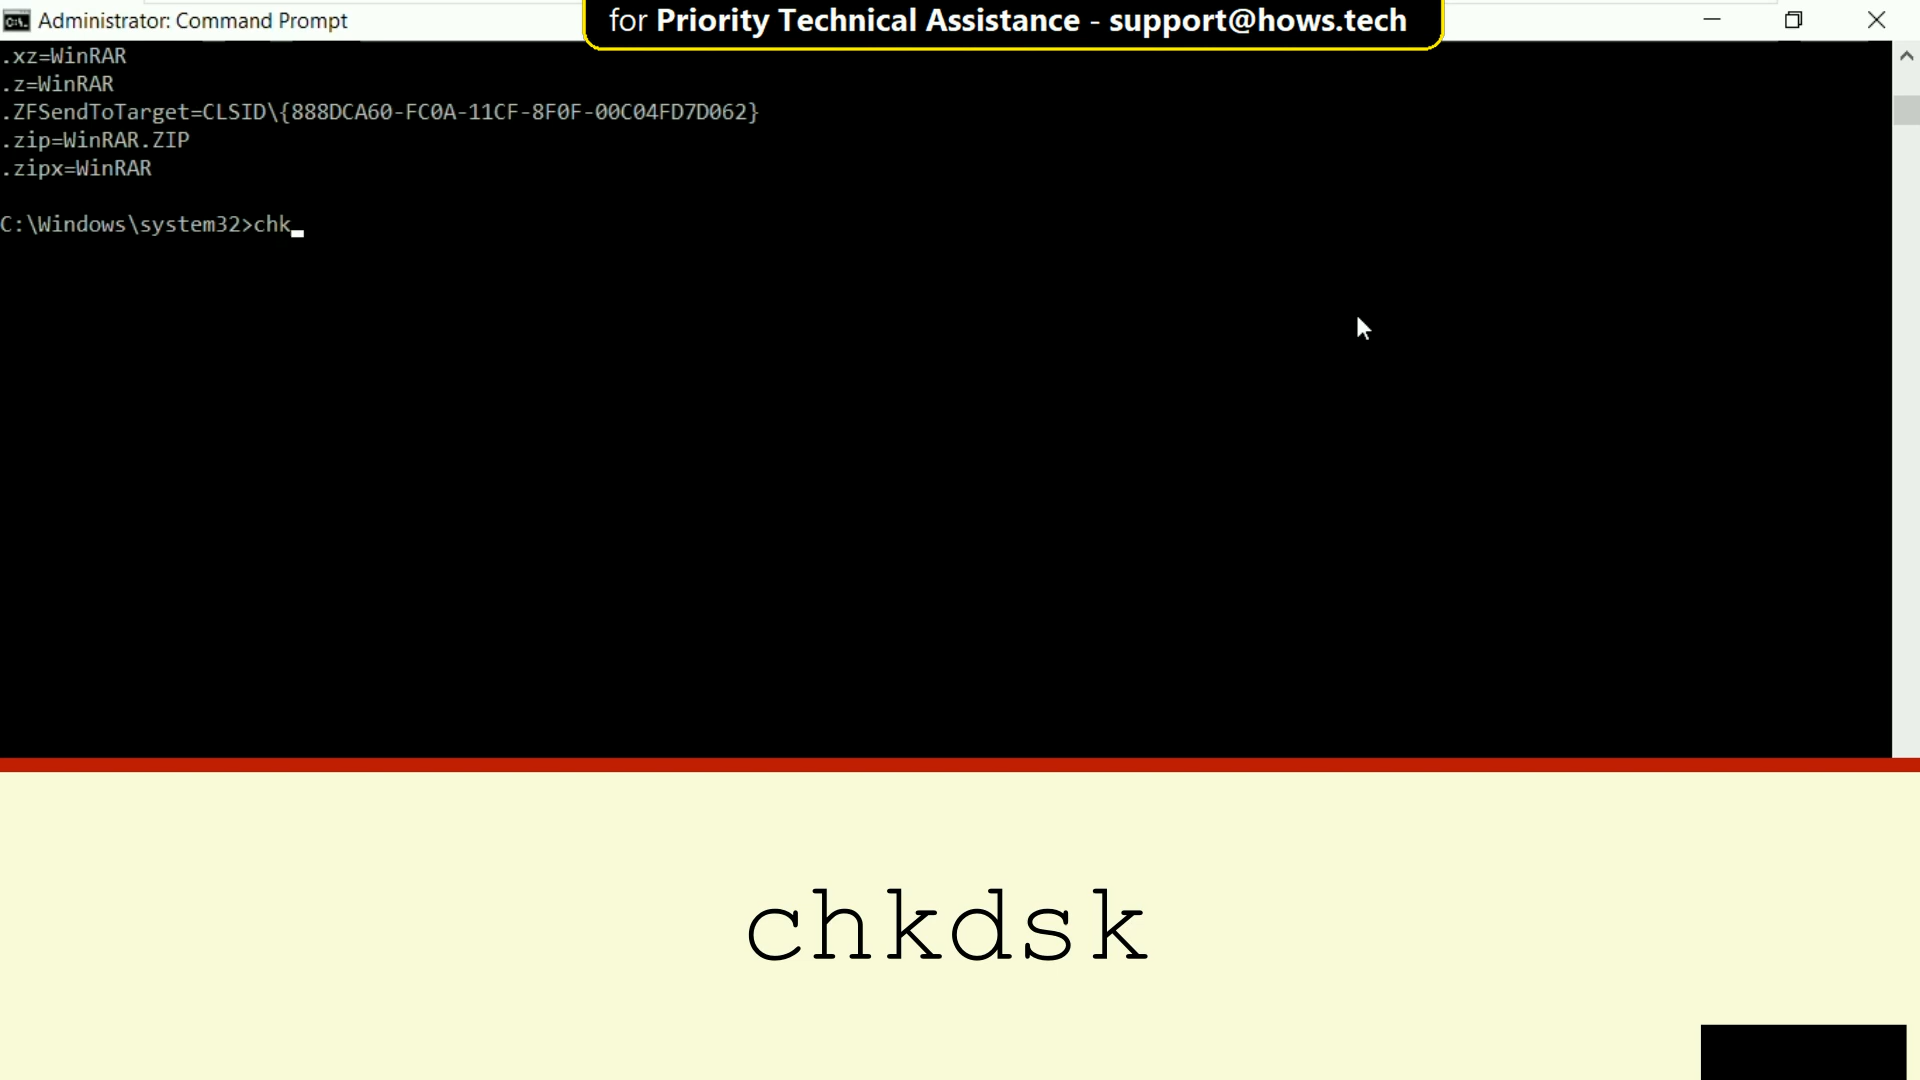 Administrator: Command Prompt
for Priority Technical Assistance - support@hows.tech
.xz=WinRAR
.z=WinRAR
.ZFSendToTarget=CLSID\{888DCA60-FC0A-11CF-8F0F-00C04FD7D062}
.zip=WinRAR.ZIP
.zipx=WinRAR
C:\Windows\system32>chk_
chkdsk